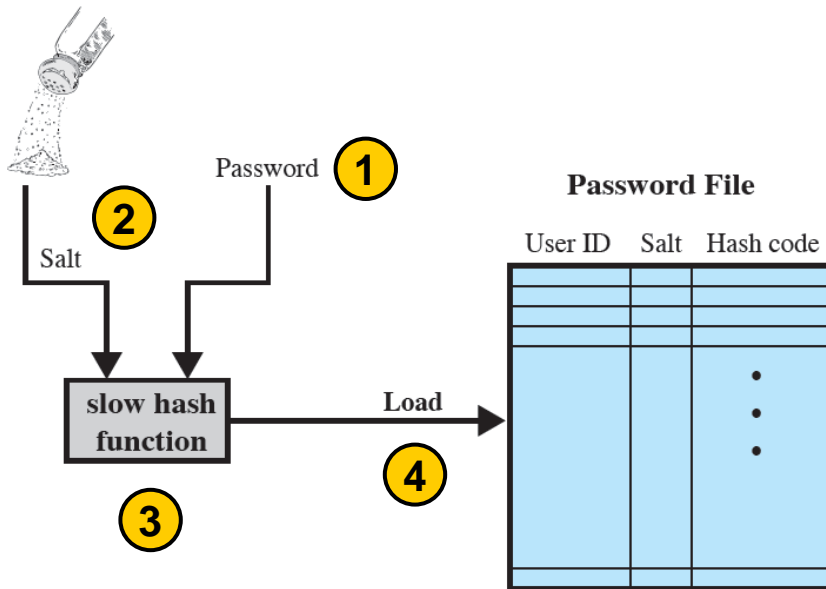 Password
1
2
Salt
slow hash
function
3
Load
4
Password File
User ID Salt Hash code